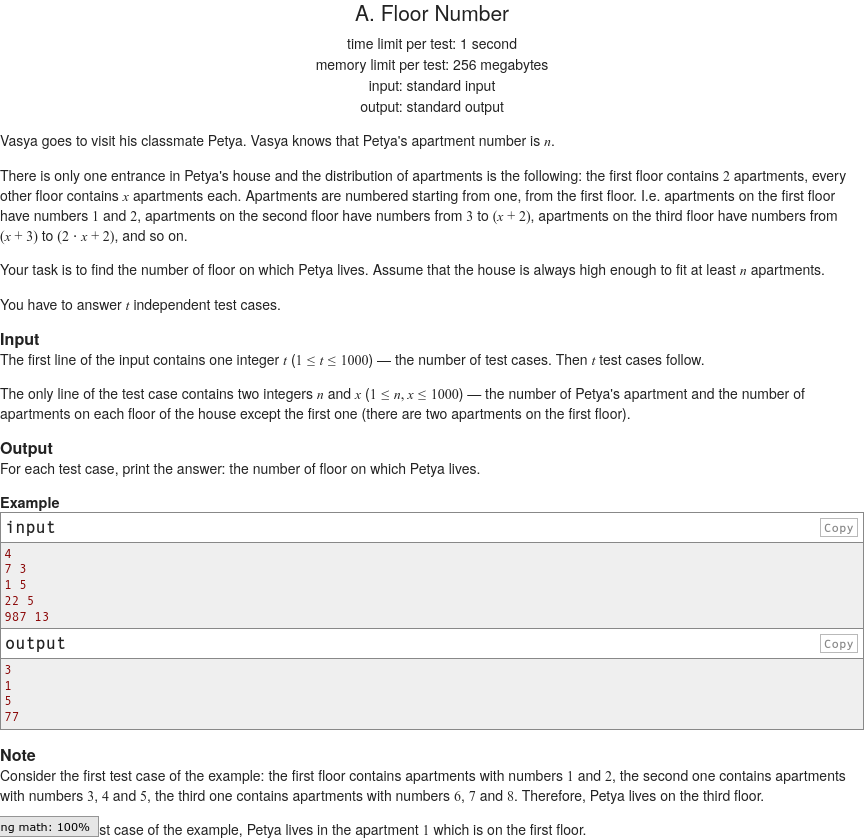 A. Floor Number
time limit per test: 1 second
memory limit per test: 256 megabytes
input: standard input
output: standard output
Vasya goes to visit his classmate Petya. Vasya knows that Petya's apartment number is n.
There is only one entrance in Petya's house and the distribution of apartments is the following: the first floor contains 2 apartments, every
other floor contains x apartments each. Apartments are numbered starting from one, from the first floor. I.e. apartments on the first floor
have numbers 1 and 2, apartments on the second floor have numbers from 3 to (x + 2), apartments on the third floor have numbers from
(x + 3) to (2 · x + 2), and so on.
Your task is to find the number of floor on which Petya lives. Assume that the house is always high enough to fit at least n apartments.
You have to answer t independent test cases.
Input
The first line of the input contains one integer t (1 ≤ t ≤ 1000) — the number of test cases. Then t test cases follow.
The only line of the test case contains two integers n and x (1 ≤ n, x ≤ 1000) — the number of Petya's apartment and the number of
apartments on each floor of the house except the first one (there are two apartments on the first floor).
Output
For each test case, print the answer: the number of floor on which Petya lives.
Example
input Copy
4
7 3
1 5
22 5
987 13
output Copy
3
1
5
77
Note
Consider the first test case of the example: the first floor contains apartments with numbers 1 and 2, the second one contains apartments
with numbers 3, 4 and 5, the third one contains apartments with numbers 6, 7 and 8. Therefore, Petya lives on the third floor.
ng math: 100% st case of the example, Petya lives in the apartment 1 which is on the first floor.